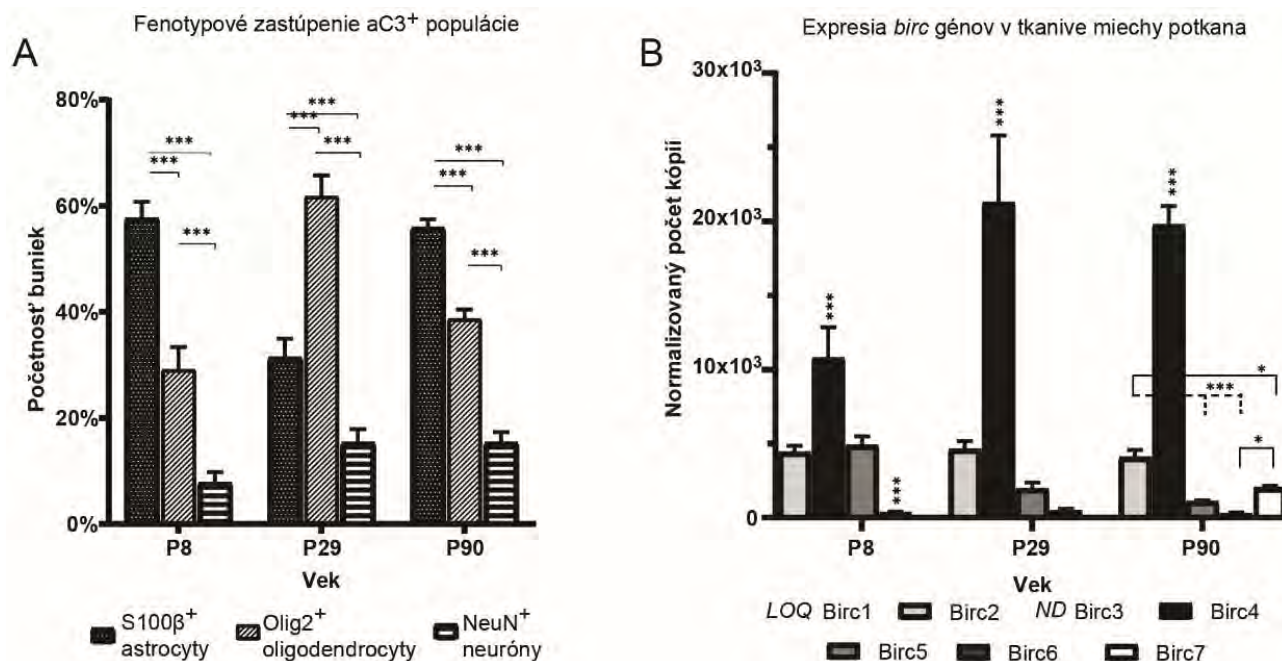 Fenotypové zastúpenie aC3+ populácie
A
80%
60%
40%
20%
0%
Početnosť buniek
***
***
***
***
***
***
***
***
***
P8
P29
P90
Vek
S100β+
astrocyty
Olig2+
oligodendrocyty
NeuN+
neuróny
Expresia birc génov v tkanive miechy potkana
B
30x10³
20x10³
10x10³
0
Normalizovaný počet kópií
***
***
***
***
*
***
*
P8
P29
P90
Vek
LOQ Birc1 Birc2 ND Birc3 Birc4
Birc5 Birc6 Birc7